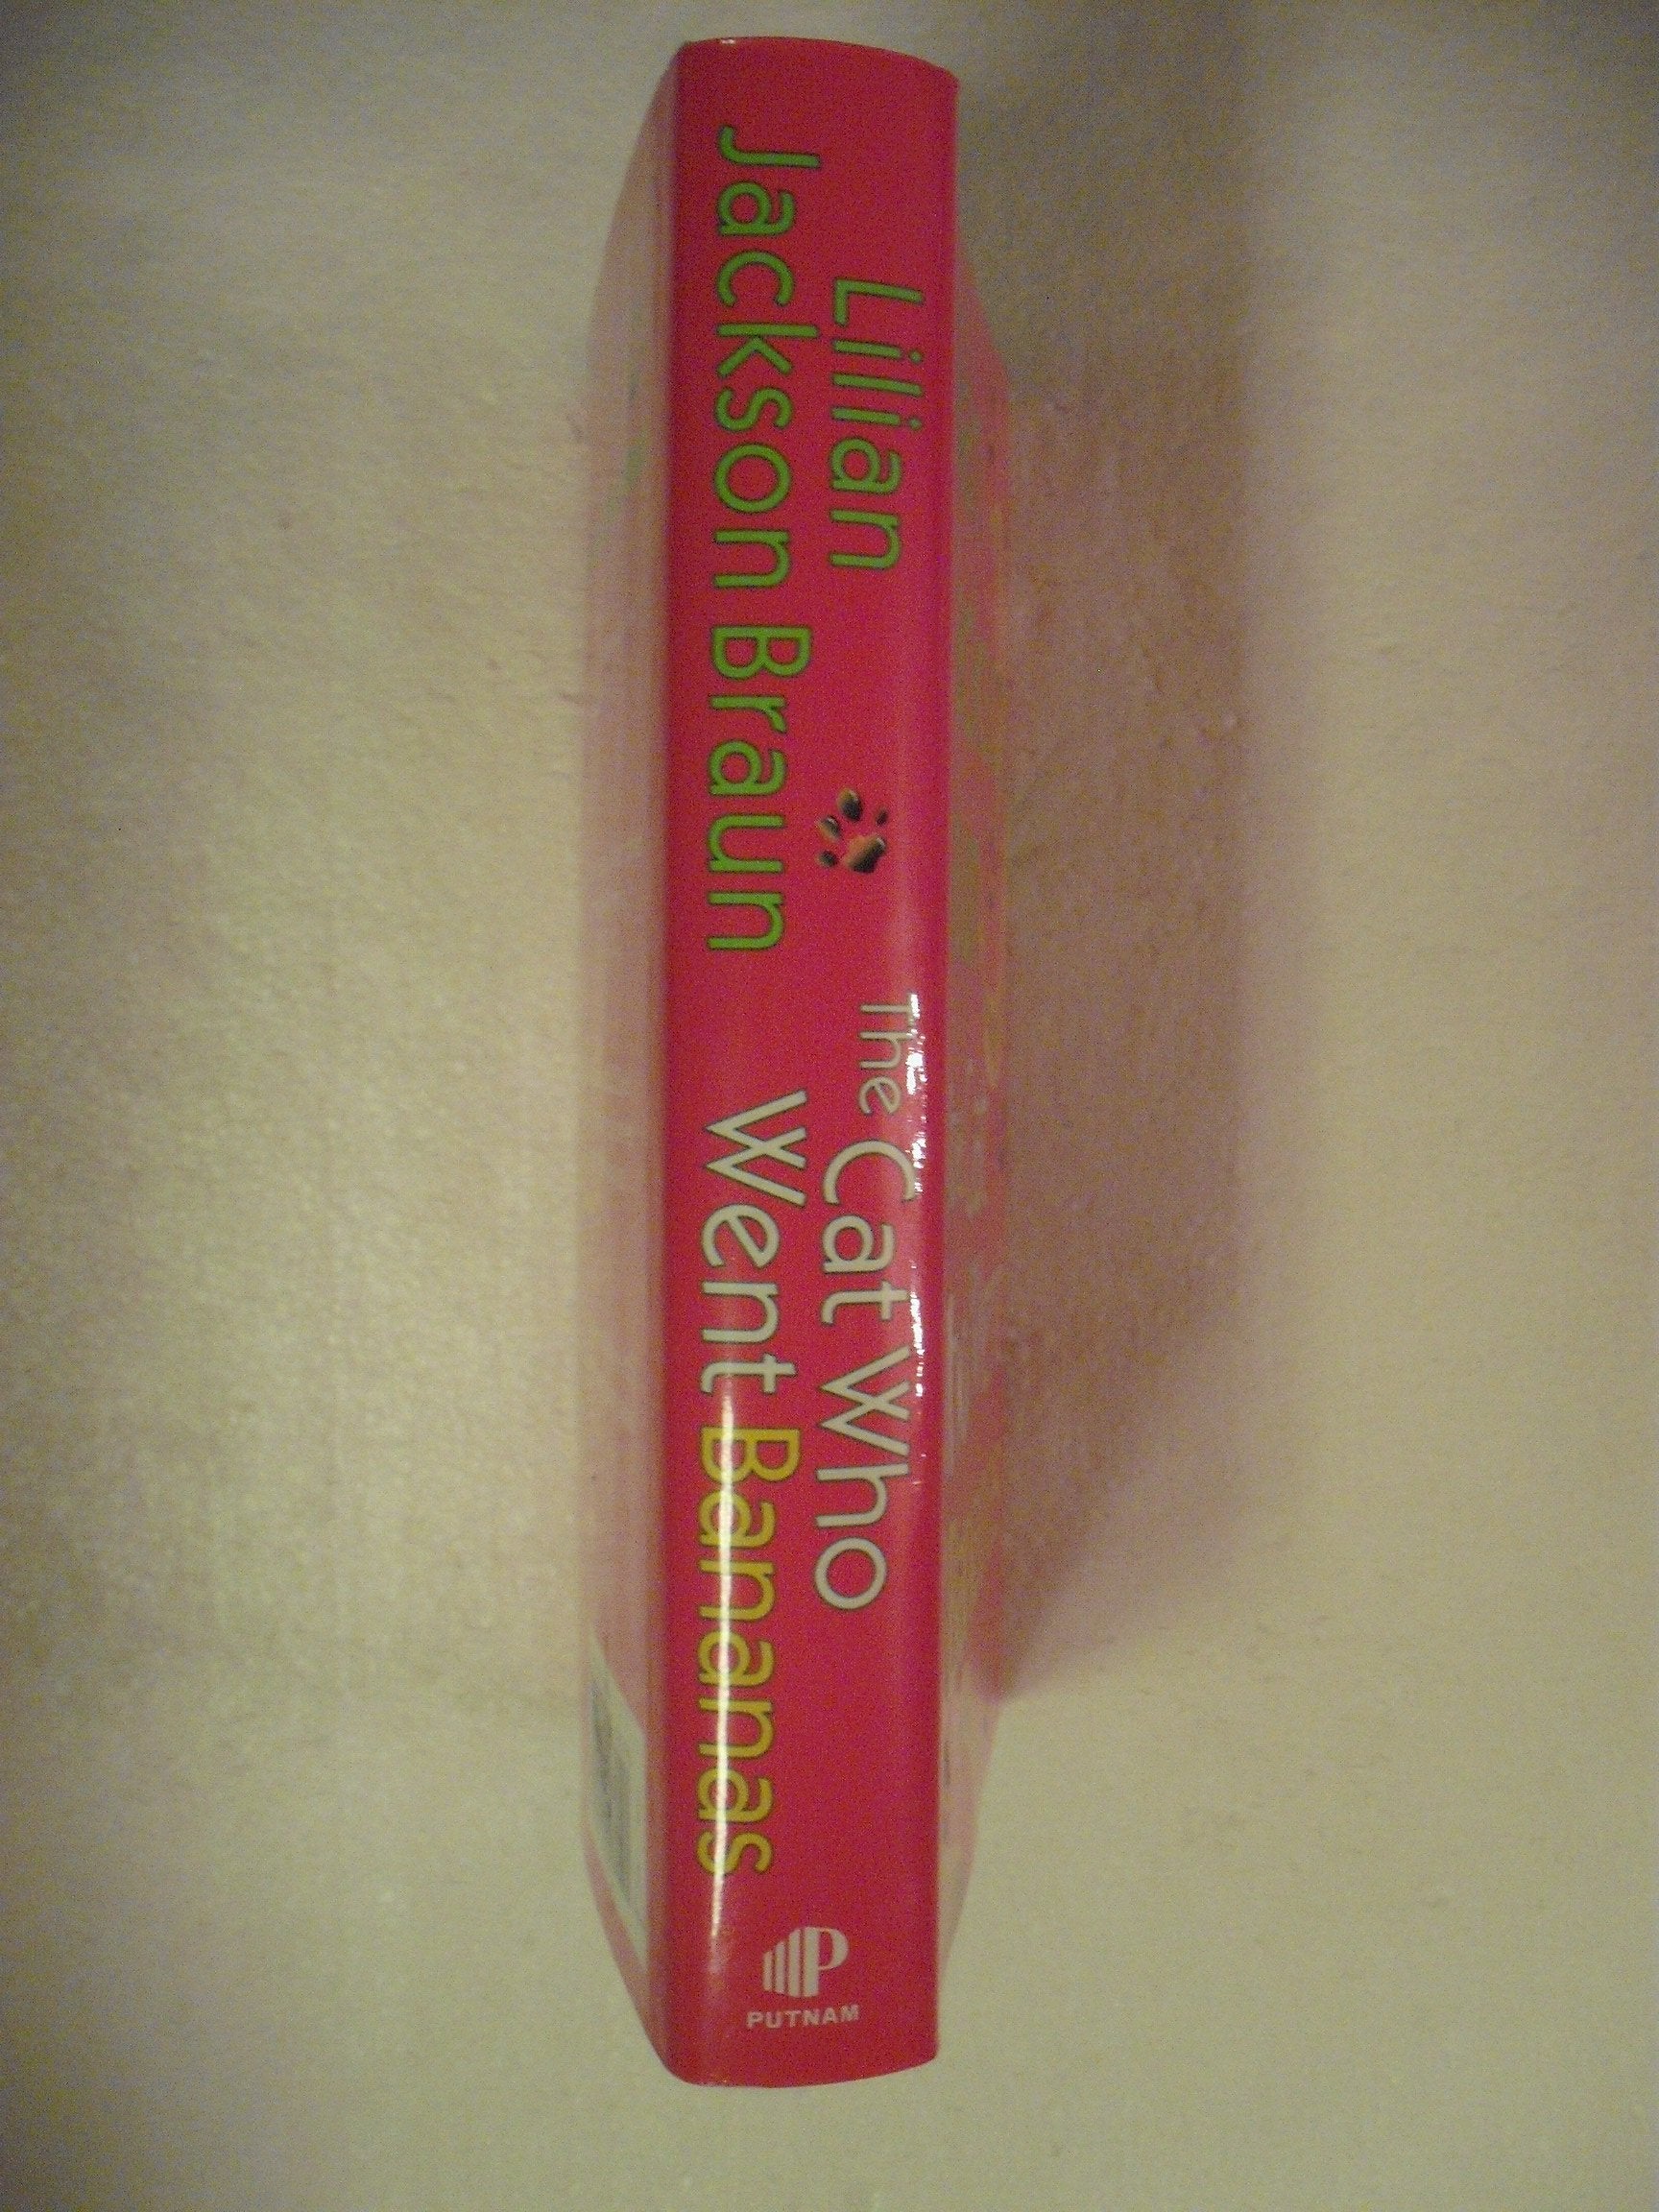 Lilian
Jackson Braun
The Cat Who
Went Bananas
P
PUTNAM